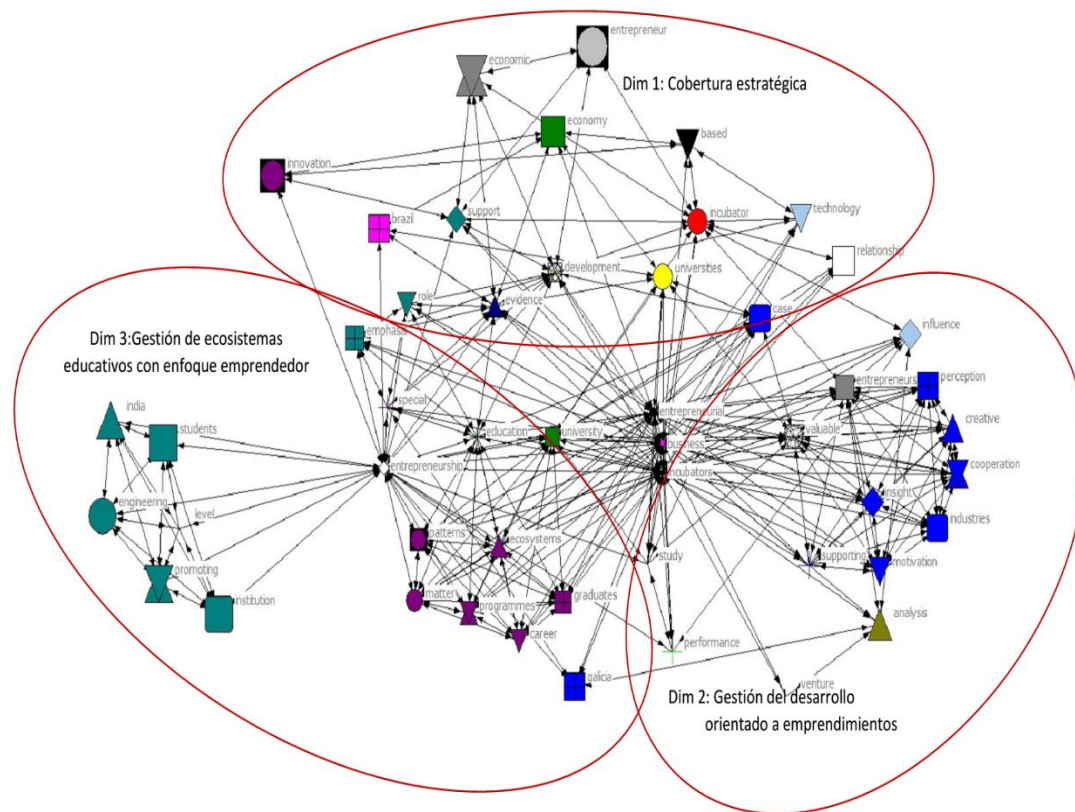 entrepreneur
economic
Dim 1: Cobertura estratégica
economy
based
innovation
support
incubator
technology
brazil
relationship
development
universities
role
evidence
case
emphasis
influence
Dim 3:Gestión de ecosistemas
educativos con enfoque emprendedor
entrepreneurs
perception
india
special
entrepreneurial
students
education
university
business
valuable
creative
entrepreneurship
incubators
cooperation
engineering
level
insight
industries
patterns
ecosystems
study
supporting
motivation
promoting
institution
matter
programmes
graduates
career
analysis
performance
galicia
venture
Dim 2: Gestión del desarrollo
orientado a emprendimientos